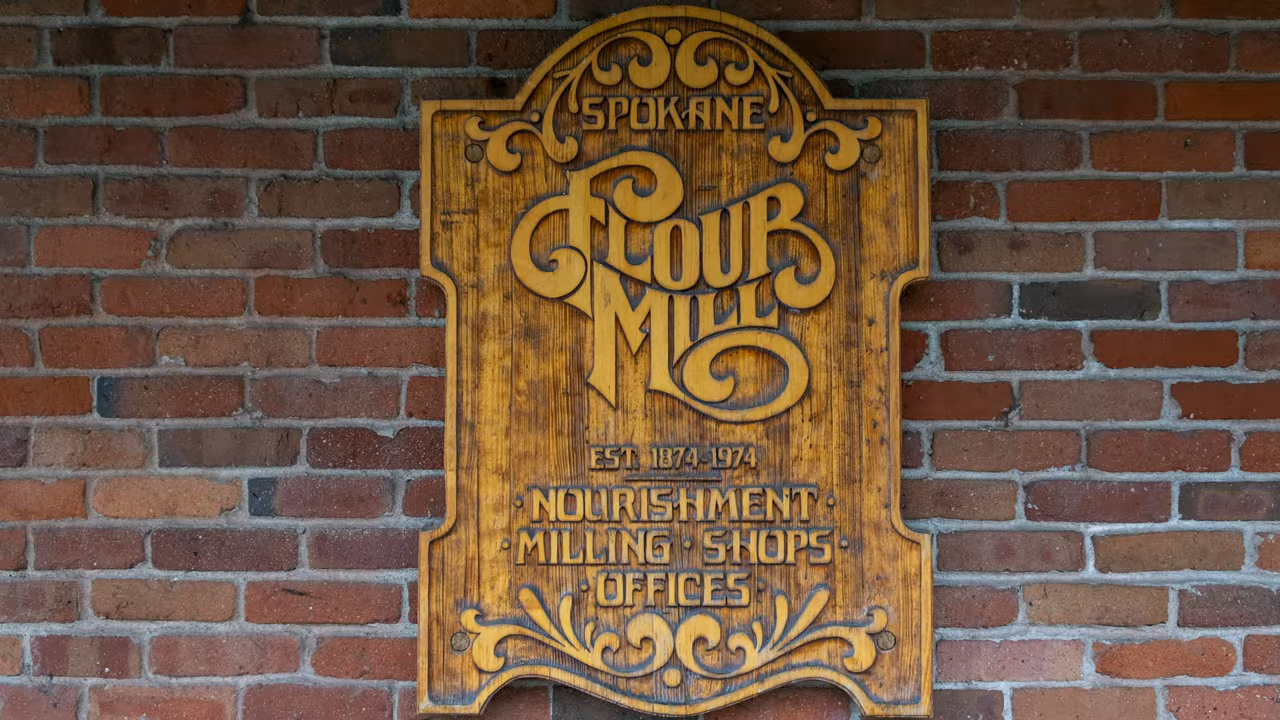 SPOKANE
FLOUR
MILL
EST. 1874-1974
NOURISHMENT
MILLING · SHOPS
OFFICES